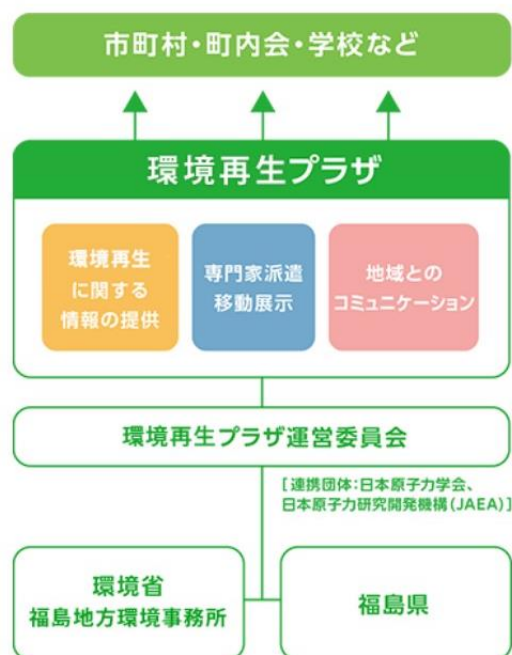 市町村・町内会・学校など
環境再生プラザ
環境再生
に関する
情報の提供
専門家派遣
移動展示
地域との
コミュニケーション
環境再生プラザ運営委員会
[連携団体:日本原子力学会、
日本原子力研究開発機構(JAEA)]
環境省
福島地方環境事務所
福島県